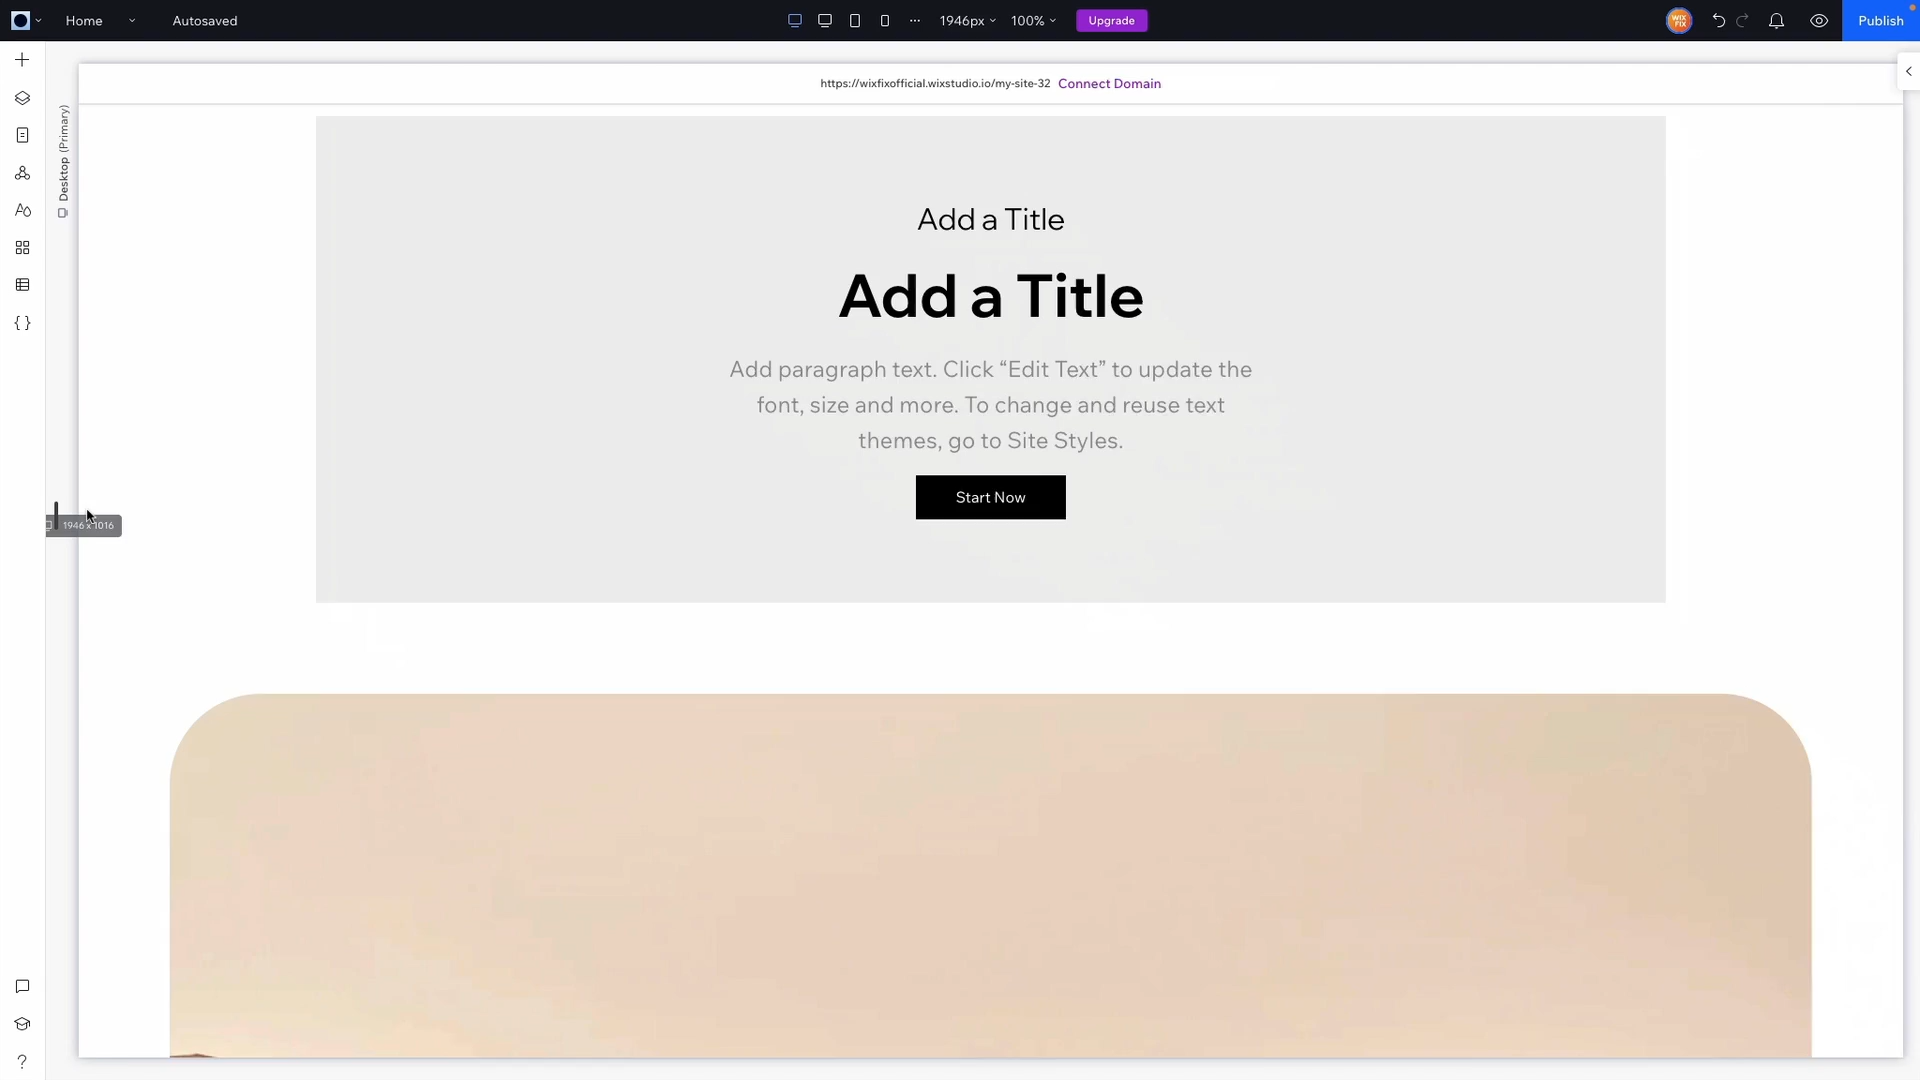 Home
Autosaved
1946px
100%
Upgrade
WIX
FIX
Publish
https://wixfixofficial.wixstudio.io/my-site-32 Connect Domain
Desktop (Primary)
Add a Title
Add a Title
Add paragraph text. Click “Edit Text” to update the
font, size and more. To change and reuse text
themes, go to Site Styles.
Start Now
1946 x 1016